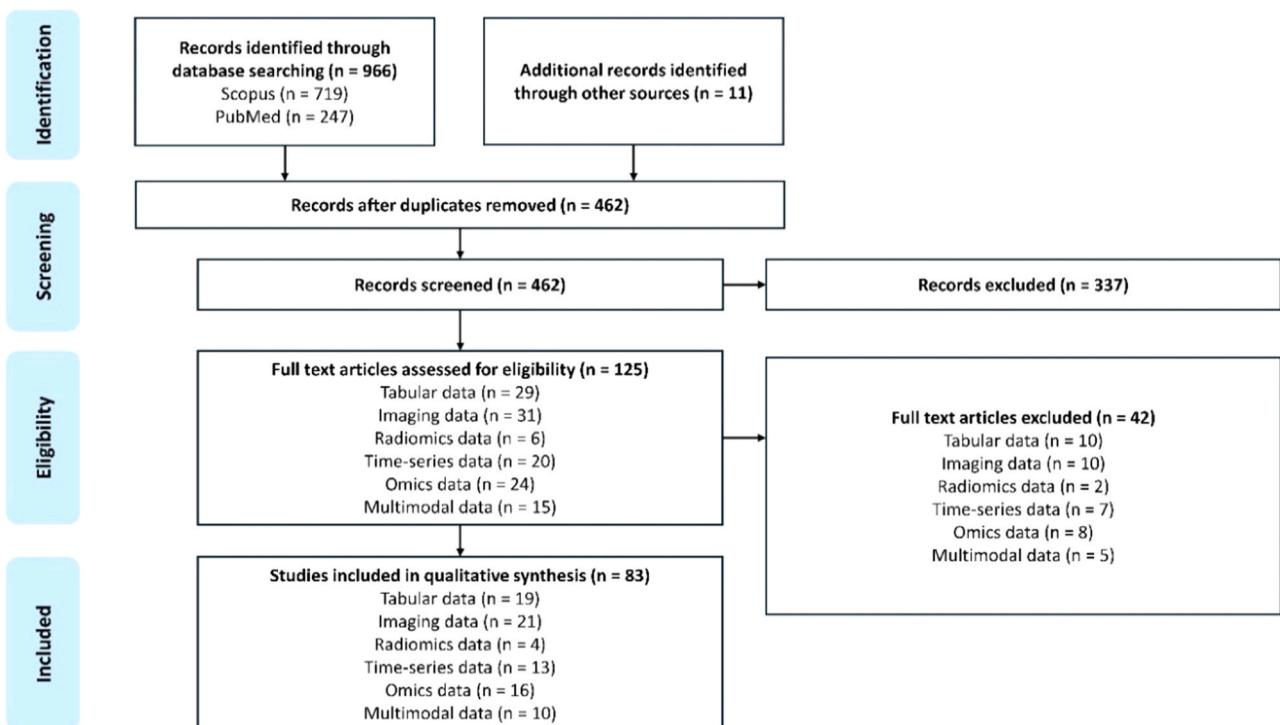 Identification
Records identified through
database searching (n = 966)
Scopus (n = 719)
PubMed (n = 247)
Additional records identified
through other sources (n = 11)
Screening
Records after duplicates removed (n = 462)
Records screened (n = 462)
Records excluded (n = 337)
Eligibility
Full text articles assessed for eligibility (n = 125)
Tabular data (n = 29)
Imaging data (n = 31)
Radiomics data (n = 6)
Time-series data (n = 20)
Omics data (n = 24)
Multimodal data (n = 15)
Full text articles excluded (n = 42)
Tabular data (n = 10)
Imaging data (n = 10)
Radiomics data (n = 2)
Time-series data (n = 7)
Omics data (n = 8)
Multimodal data (n = 5)
Included
Studies included in qualitative synthesis (n = 83)
Tabular data (n = 19)
Imaging data (n = 21)
Radiomics data (n = 4)
Time-series data (n = 13)
Omics data (n = 16)
Multimodal data (n = 10)